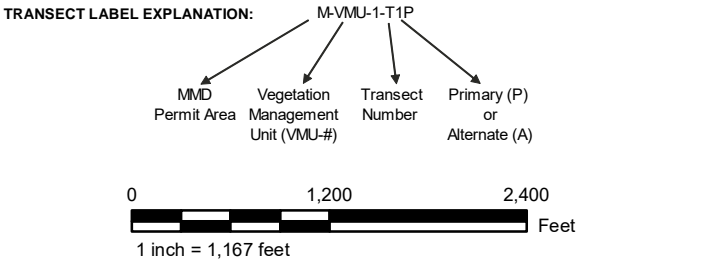 TRANSECT LABEL EXPLANATION: M-VMU-1-T1P
MMD
Permit Area
Vegetation
Management
Unit (VMU-#)
Transect
Number
Primary (P)
or
Alternate (A)
0 1,200 2,400
Feet
1 inch = 1,167 feet